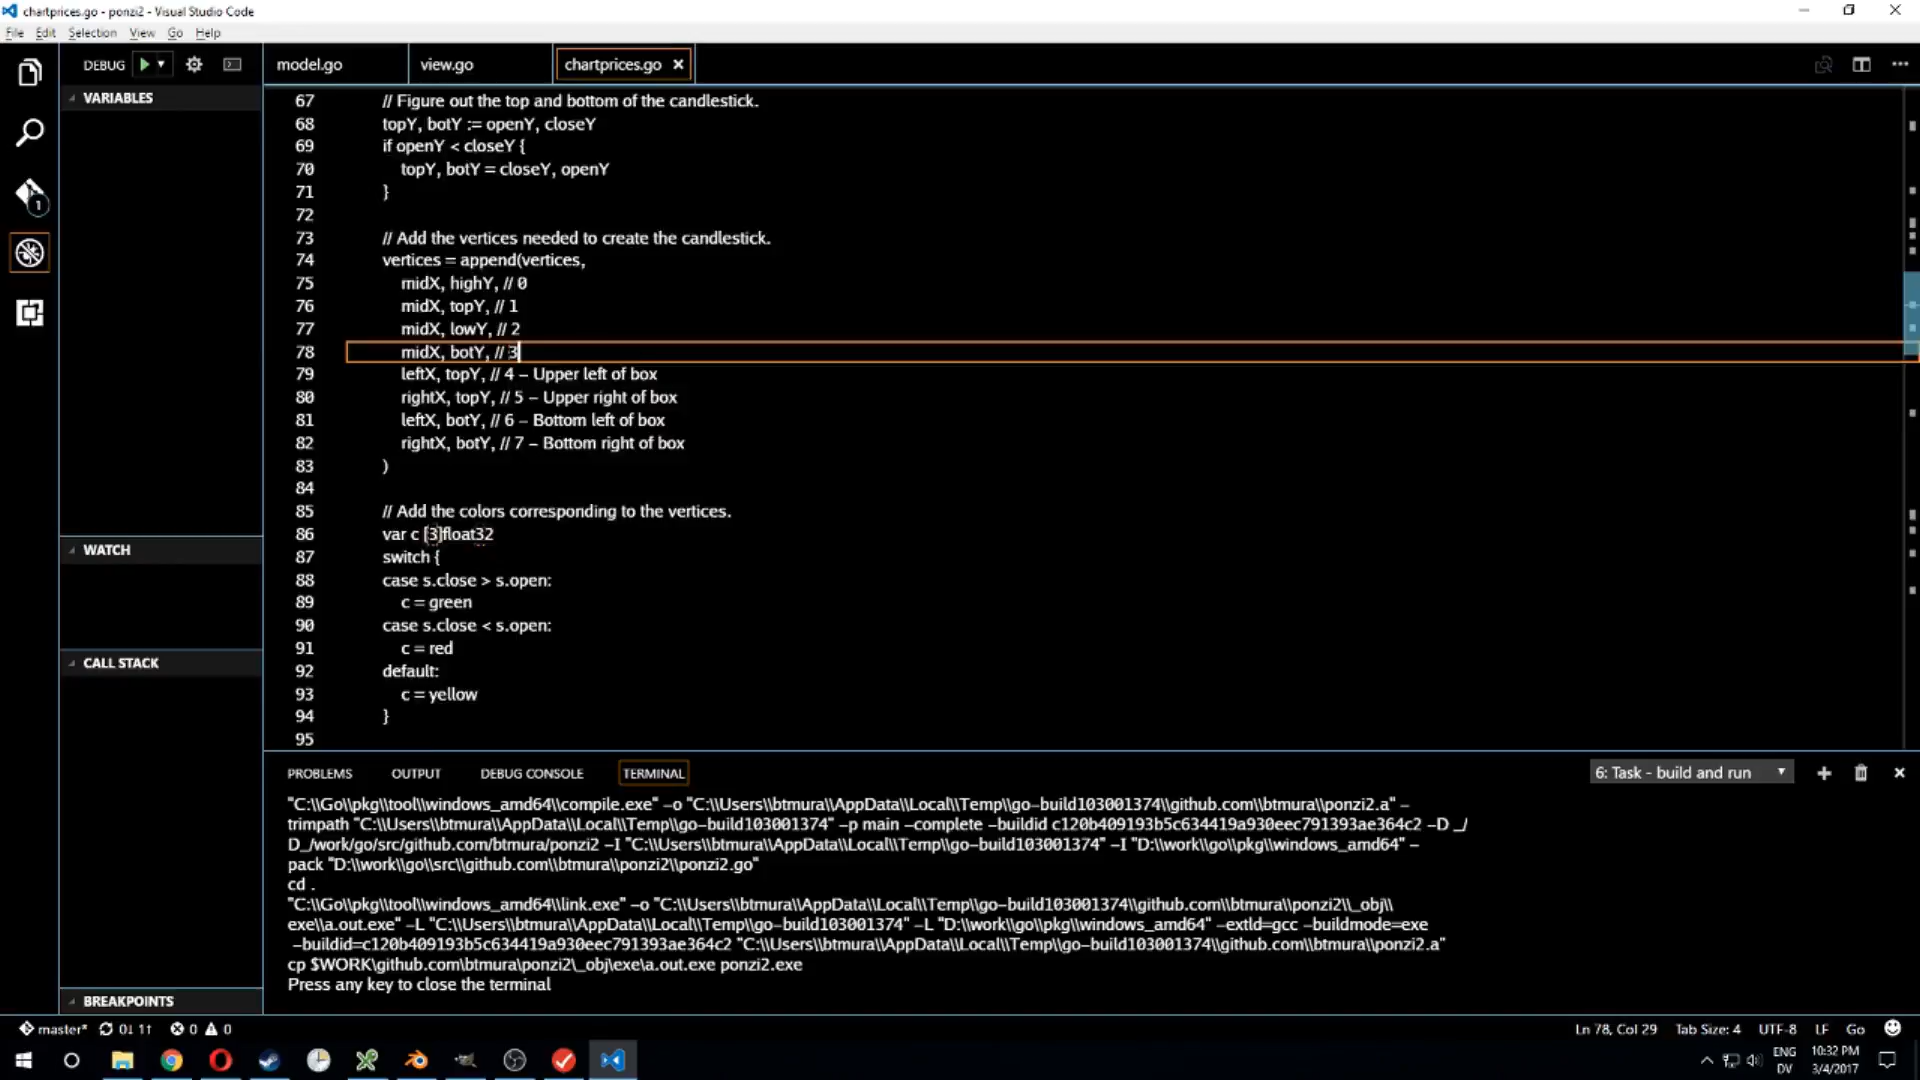 chartprices.go - ponzi2 - Visual Studio Code
File Edit Selection View Go Help
DEBUG
model.go
view.go
chartprices.go
VARIABLES
67 // Figure out the top and bottom of the candlestick.
68 topY, botY := openY, closeY
69 if openY < closeY {
70 topY, botY = closeY, openY
71 }
72
73 // Add the vertices needed to create the candlestick.
74 vertices = append(vertices,
75 midX, highY, // 0
76 midX, topY, // 1
77 midX, lowY, // 2
78 midX, botY, // 3
79 leftX, topY, // 4 – Upper left of box
80 rightX, topY, // 5 – Upper right of box
81 leftX, botY, // 6 – Bottom left of box
82 rightX, botY, // 7 – Bottom right of box
83 )
84
85 // Add the colors corresponding to the vertices.
86 var c [3]float32
87 switch {
88 case s.close > s.open:
89 c = green
90 case s.close < s.open:
91 c = red
92 default:
93 c = yellow
94 }
95
WATCH
CALL STACK
BREAKPOINTS
PROBLEMS OUTPUT DEBUG CONSOLE TERMINAL
6: Task - build and run
"C:\\Go\\pkg\\tool\\windows_amd64\\compile.exe" –o "C:\\Users\\btmura\\AppData\\Local\\Temp\\go–build103001374\\github.com\\btmura\\ponzi2.a" –
trimpath "C:\\Users\\btmura\\AppData\\Local\\Temp\\go–build103001374" –p main –complete –buildid c120b409193b5c634419a930eec791393ae364c2 –D _/
D_/work/go/src/github.com/btmura/ponzi2 –I "C:\\Users\\btmura\\AppData\\Local\\Temp\\go–build103001374" –I "D:\\work\\go\\pkg\\windows_amd64" –
pack "D:\\work\\go\\src\\github.com\\btmura\\ponzi2\\ponzi2.go"
cd .
"C:\\Go\\pkg\\tool\\windows_amd64\\link.exe" –o "C:\\Users\\btmura\\AppData\\Local\\Temp\\go–build103001374\\github.com\\btmura\\ponzi2\\_obj\\
exe\\a.out.exe" –L "C:\\Users\\btmura\\AppData\\Local\\Temp\\go–build103001374" –L "D:\\work\\go\\pkg\\windows_amd64" –extld=gcc –buildmode=exe
–buildid=c120b409193b5c634419a930eec791393ae364c2 "C:\\Users\\btmura\\AppData\\Local\\Temp\\go–build103001374\\github.com\\btmura\\ponzi2.a"
cp $WORK\github.com\btmura\ponzi2\_obj\exe\a.out.exe ponzi2.exe
Press any key to close the terminal
master* 0↓ 1↑ 0 0
Ln 78, Col 29 Tab Size: 4 UTF-8 LF Go
1
ENG
DV
10:32 PM
3/4/2017